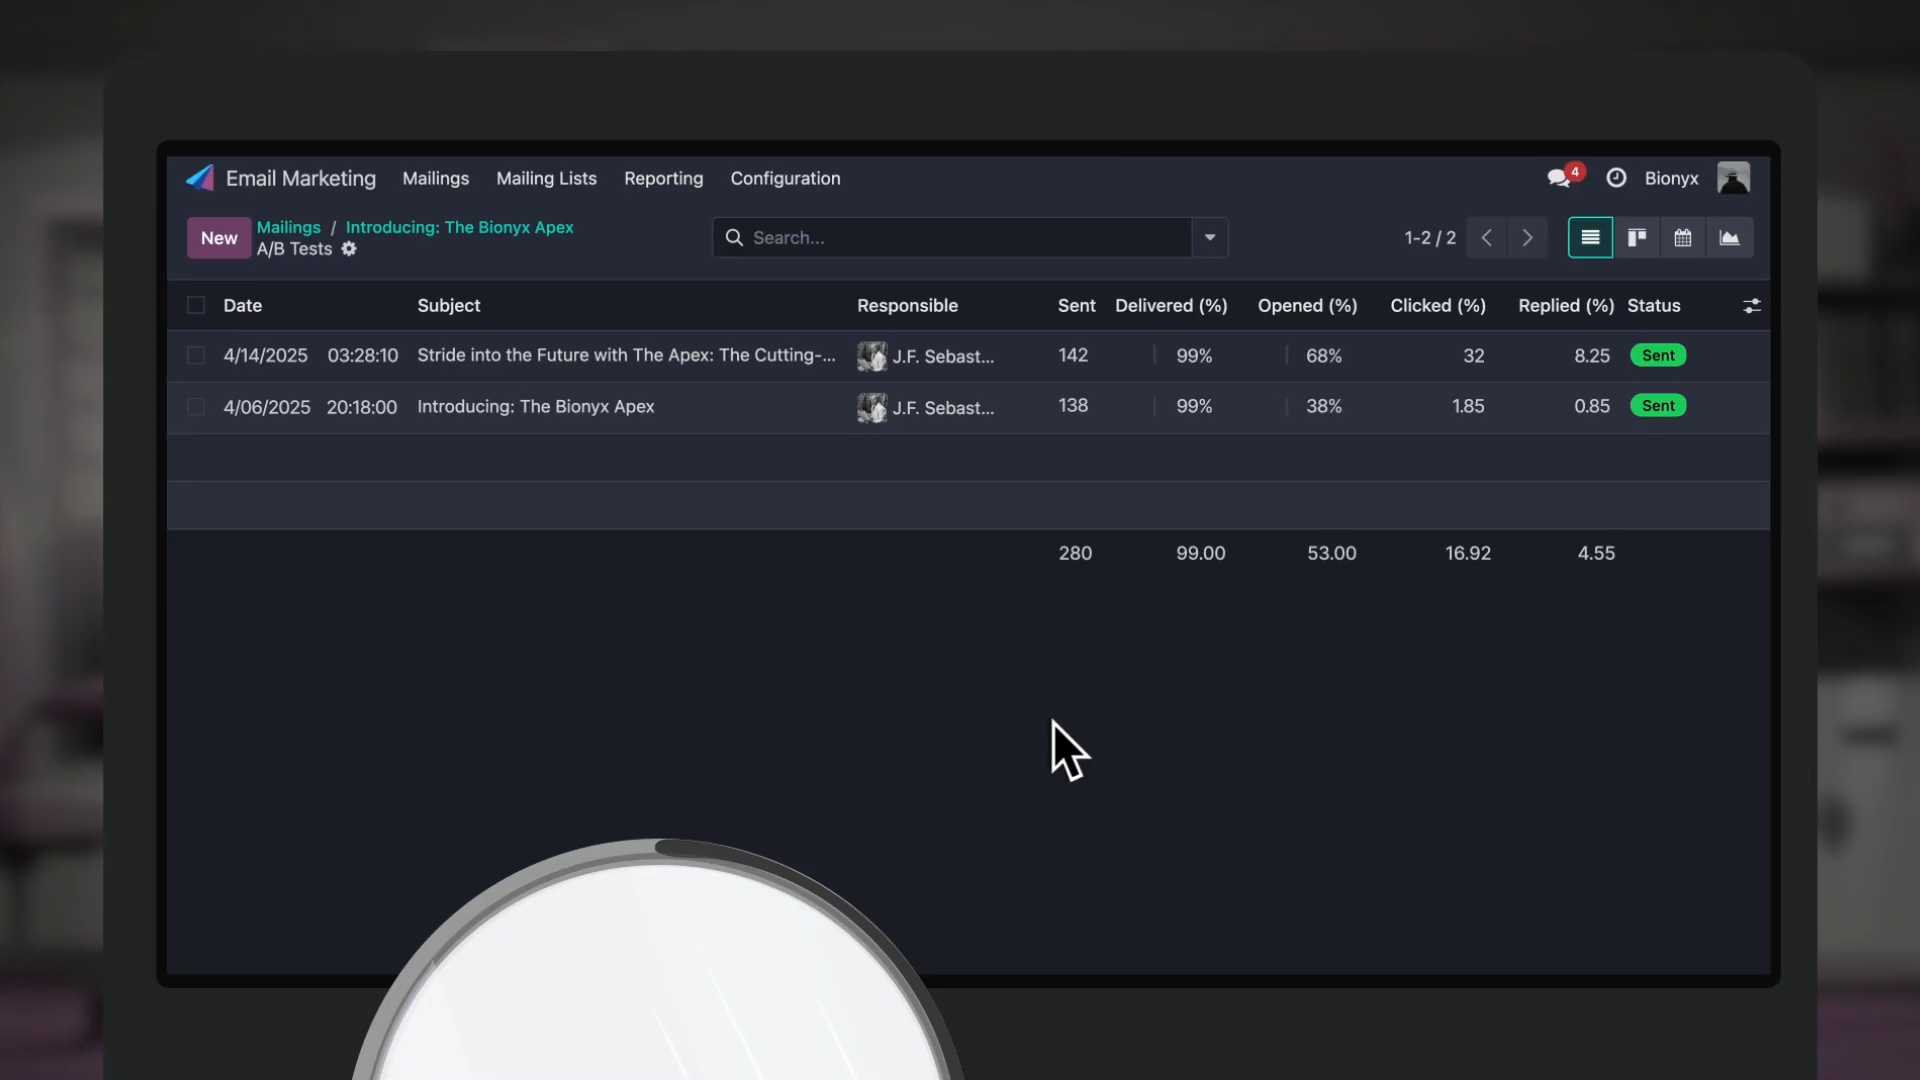 Email Marketing Mailings Mailing Lists Reporting Configuration 4 Bionyx
New Mailings / Introducing: The Bionyx Apex
A/B Tests
Search...
1-2 / 2
Date Subject Responsible Sent Delivered (%) Opened (%) Clicked (%) Replied (%) Status
4/14/2025 03:28:10 Stride into the Future with The Apex: The Cutting-... J.F. Sebast... 142 99% 68% 32 8.25 Sent
4/06/2025 20:18:00 Introducing: The Bionyx Apex J.F. Sebast... 138 99% 38% 1.85 0.85 Sent
280 99.00 53.00 16.92 4.55